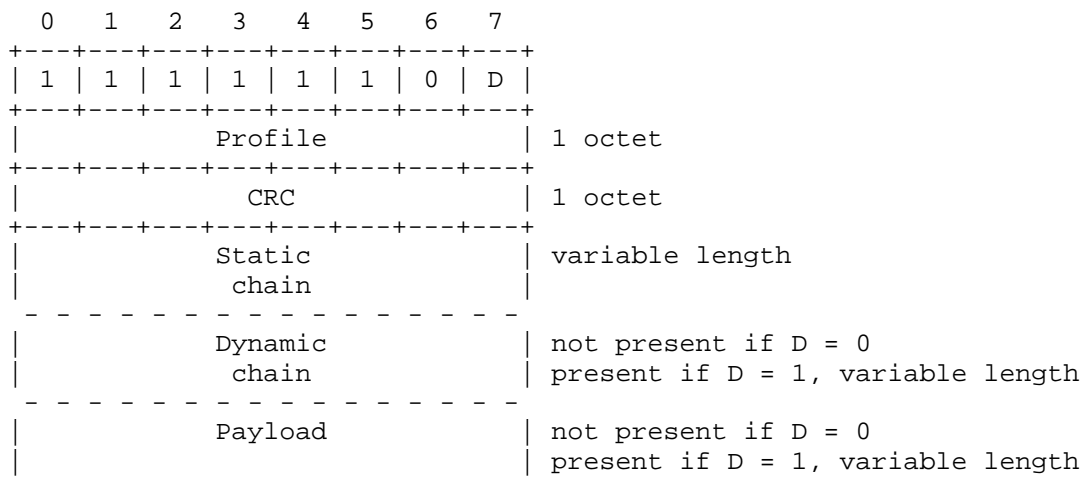 0   1   2   3   4   5   6   7
+---+---+---+---+---+---+---+---+
| 1 | 1 | 1 | 1 | 1 | 1 | 0 | D |
+---+---+---+---+---+---+---+---+
|            Profile            | 1 octet
+---+---+---+---+---+---+---+---+
|              CRC              | 1 octet
+---+---+---+---+---+---+---+---+
|            Static             | variable length
|             chain             |
 - - - - - - - - - - - - - - - -
|            Dynamic            | not present if D = 0
|             chain             | present if D = 1, variable length
 - - - - - - - - - - - - - - - -
|            Payload            | not present if D = 0
|                               | present if D = 1, variable length